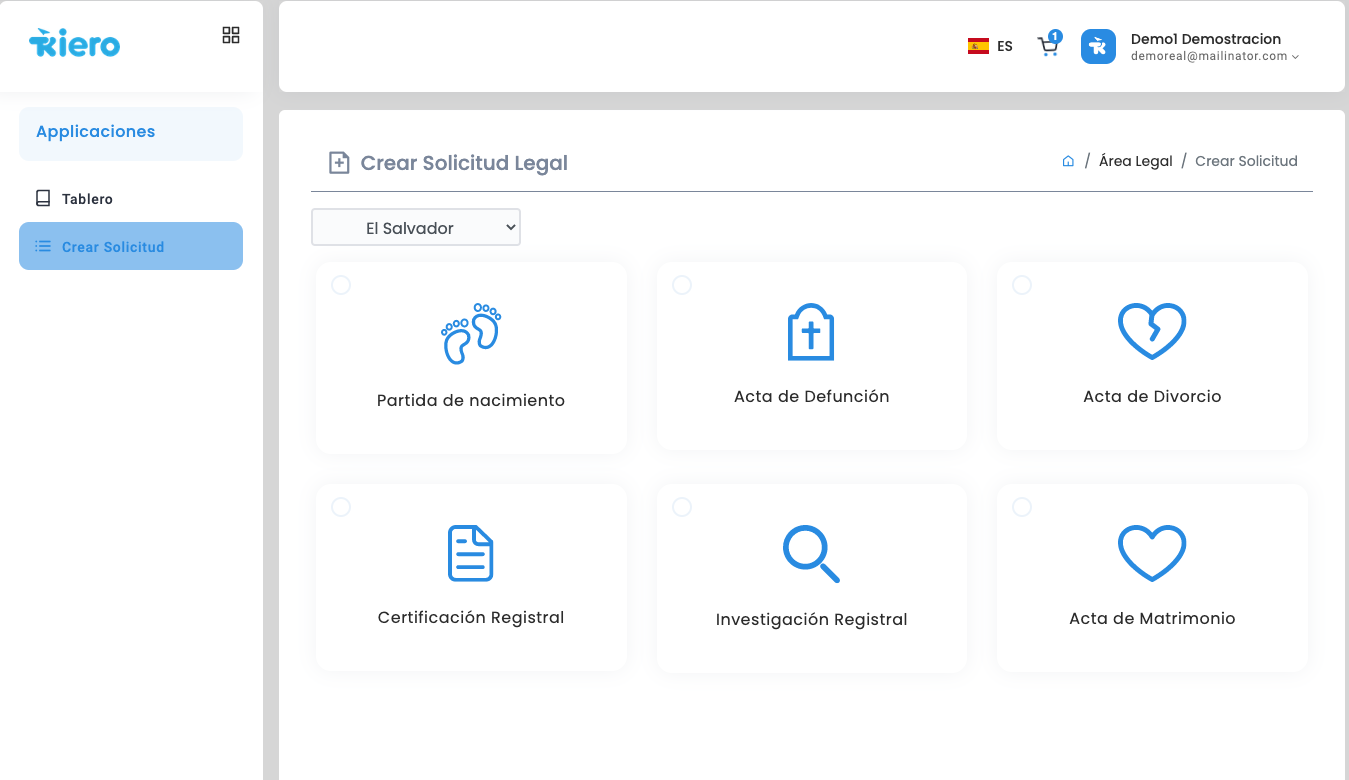 Kiero
ES
1
Demo1 Demostracion
demoreal@mailinator.com
Applicaciones
Tablero
Crear Solicitud
Crear Solicitud Legal
/ Área Legal / Crear Solicitud
El Salvador
Partida de nacimiento
Acta de Defunción
Acta de Divorcio
Certificación Registral
Investigación Registral
Acta de Matrimonio